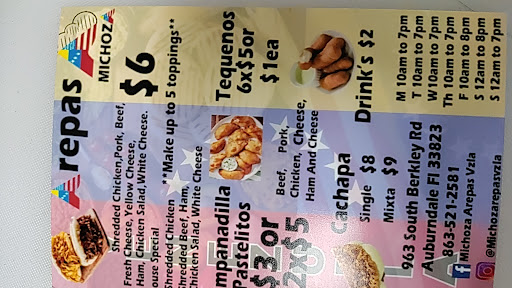 Arepas
MICHOZA
$6
Shredded Chicken,Pork, Beef,
Fresh Cheese, Yellow Cheese,
Ham, Chicken Salad, White Cheese.
ouse Special
**Make up to 5 toppings**
Shredded Chicken
Shredded Beef, Ham,
Chicken Salad, White Cheese
mpanadilla
Pastelitos
$3 or
2x$5
Tequenos
6x$5or
$1ea
Beef, Pork,
Chicken, Cheese,
Ham And Cheese
Cachapa
Single $8
Mixta $9
Drink's $2
963 South Berkley Rd
Auburndale Fl 33823
863-521-2581
Michoza Arepas Vzla
@Michozarepasvzla
M 10am to 7pm
T 10am to 7pm
W 10am to 7pm
Th 10am to 7pm
F 10am to 8pm
S 12am to 8pm
S 12am to 7pm